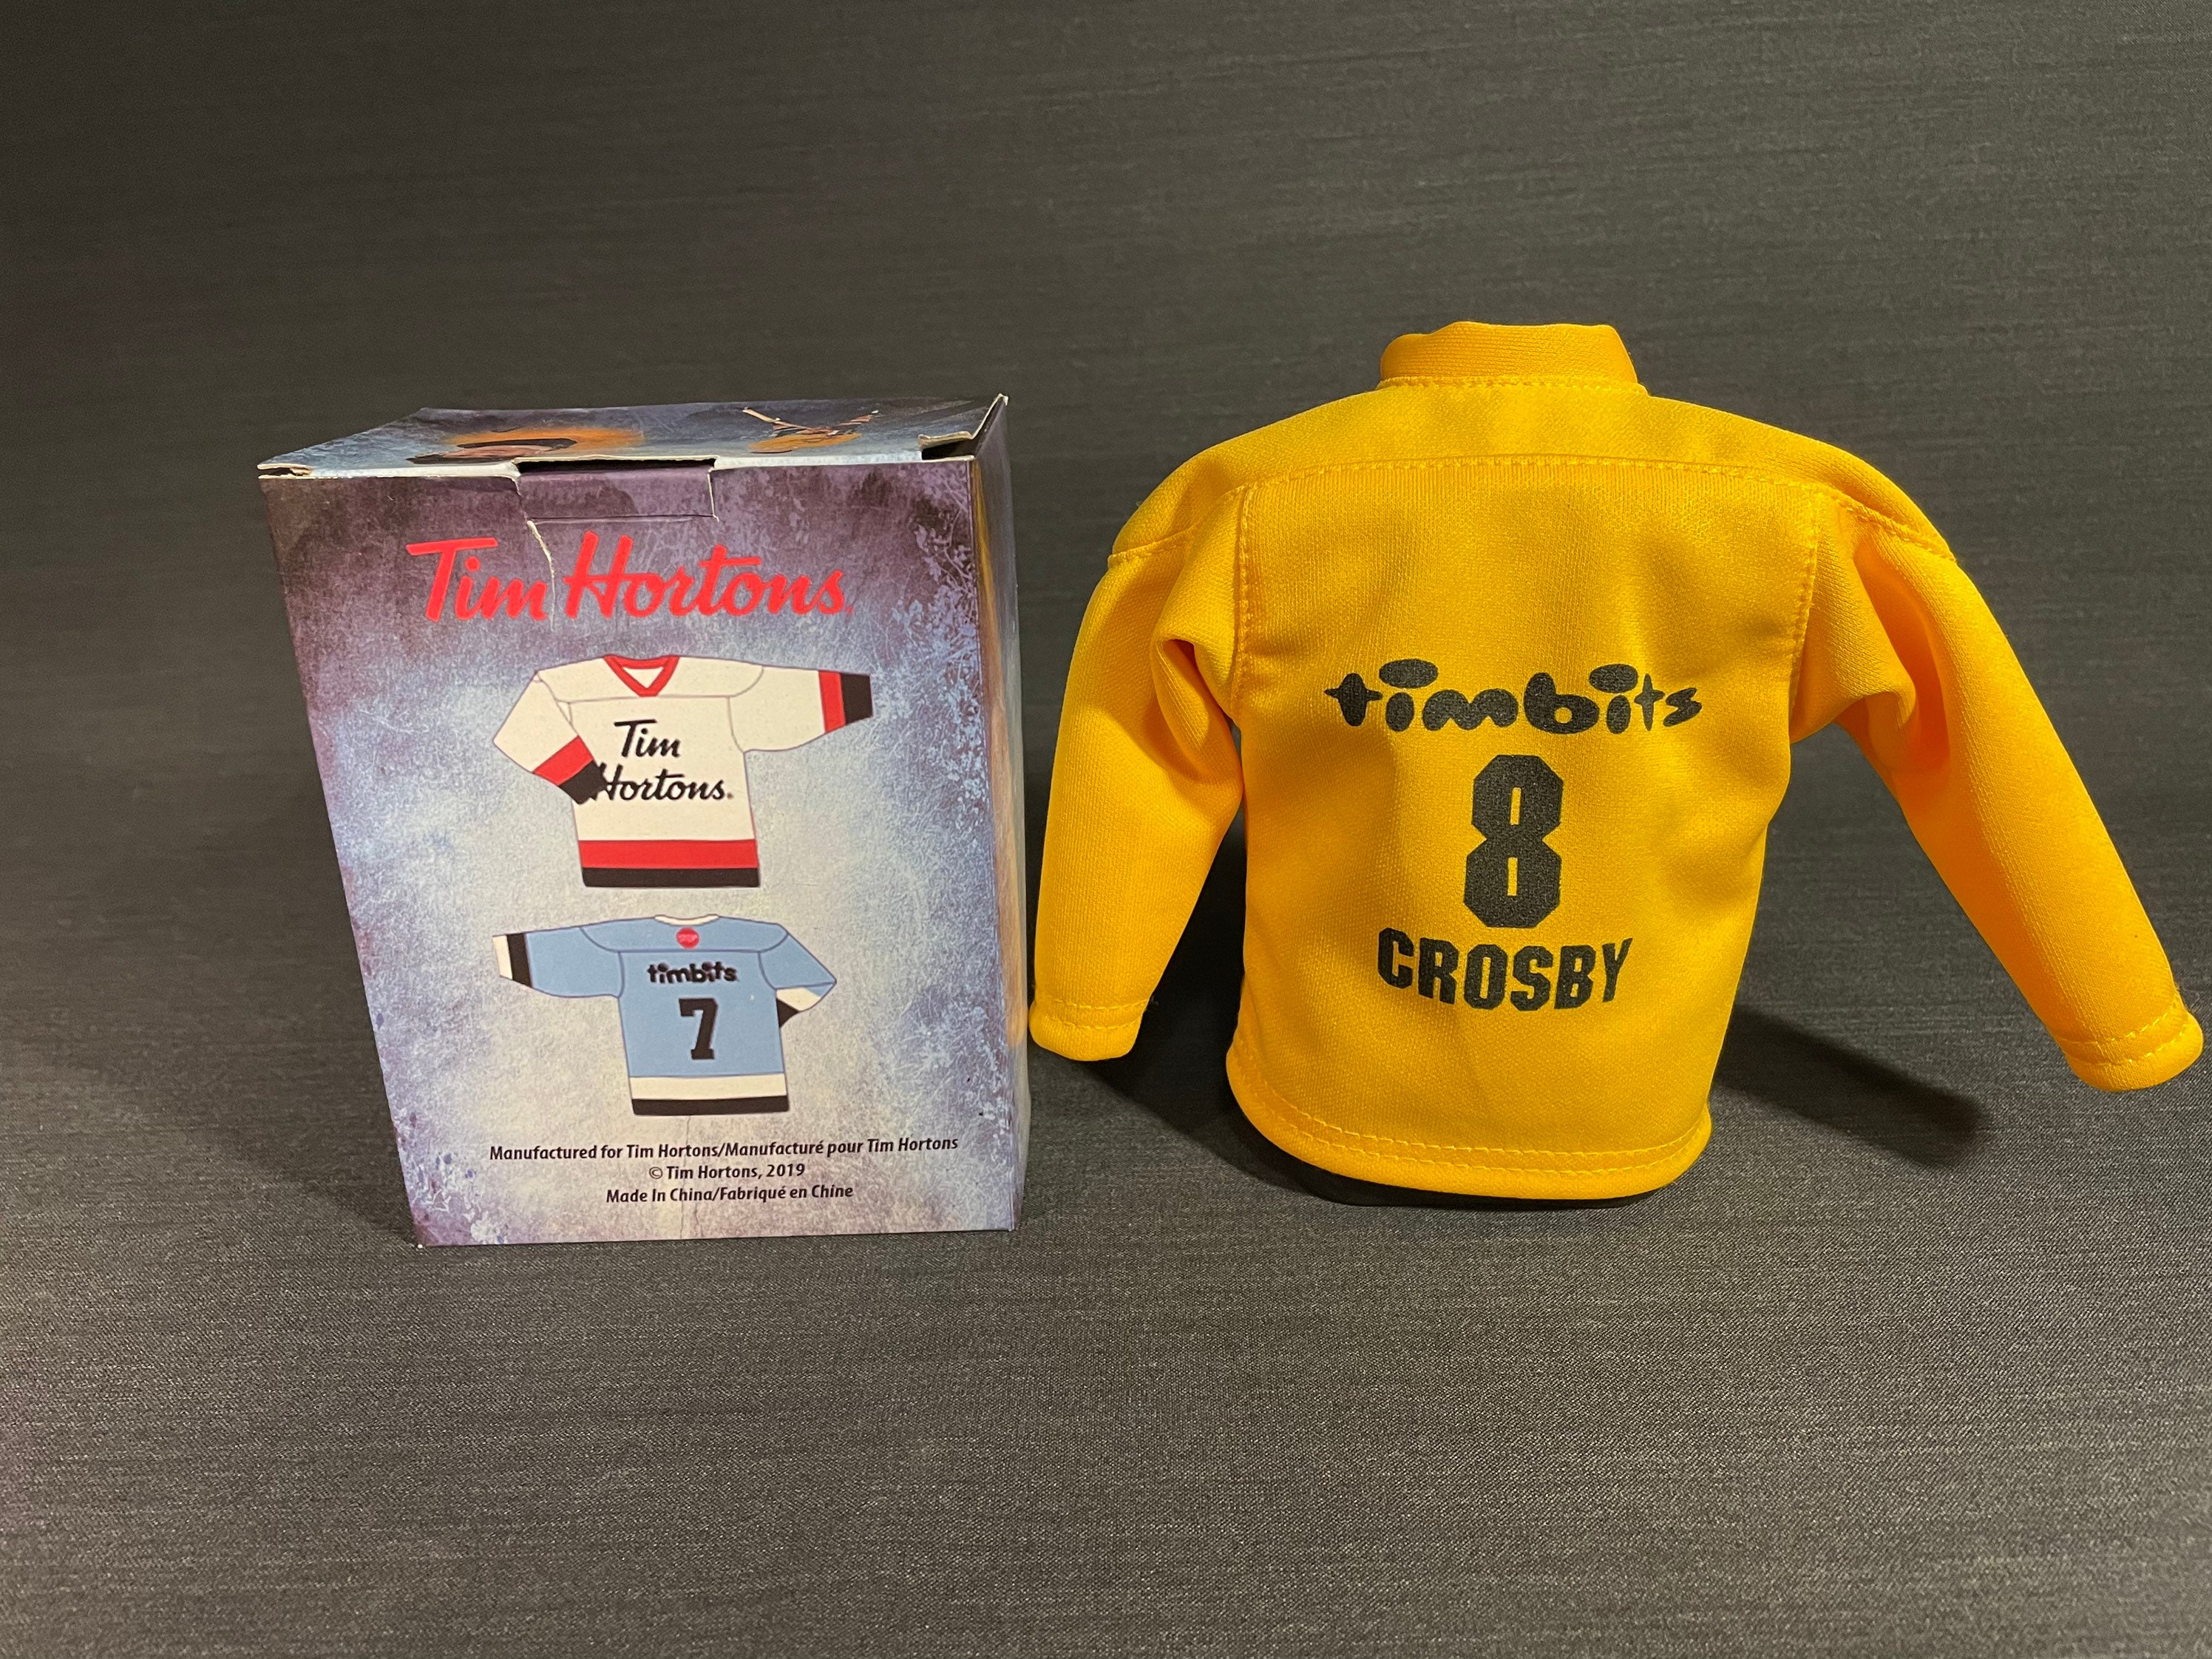 Tim Hortons
Tim
Hortons.
timbits
7
Manufactured for Tim Hortons/Manufacturé pour Tim Hortons
© Tim Hortons, 2019
Made In China/Fabriqué en Chine
timbits
8
CROSBY